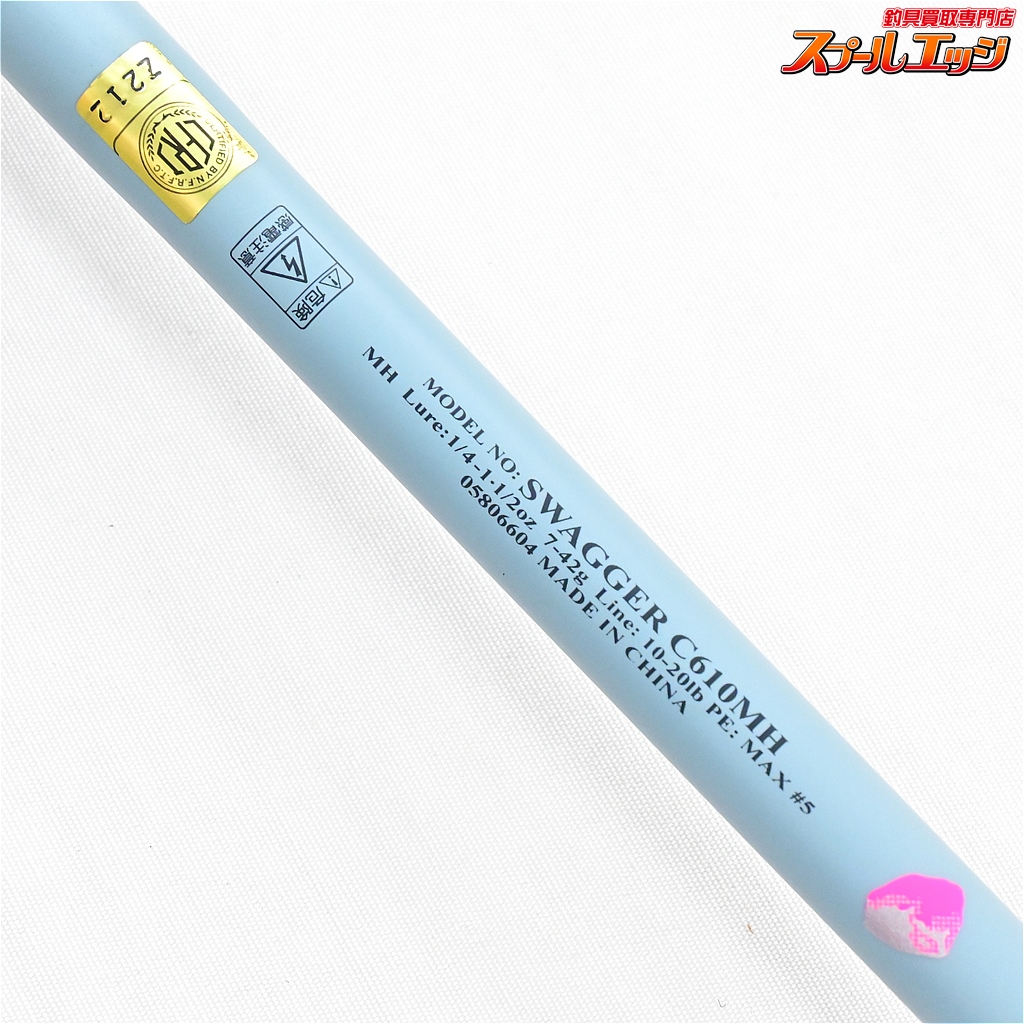 釣具買取専門店
スプールエッジ
Z212
CERTIFIED BY N.F.R.F.T.C.
感電注意
危険
MODEL NO: SWAGGER C610MH
MH Lure:1/4-1·1/2oz 7-42g Line: 10-20lb PE: MAX #5
05806604 MADE IN CHINA